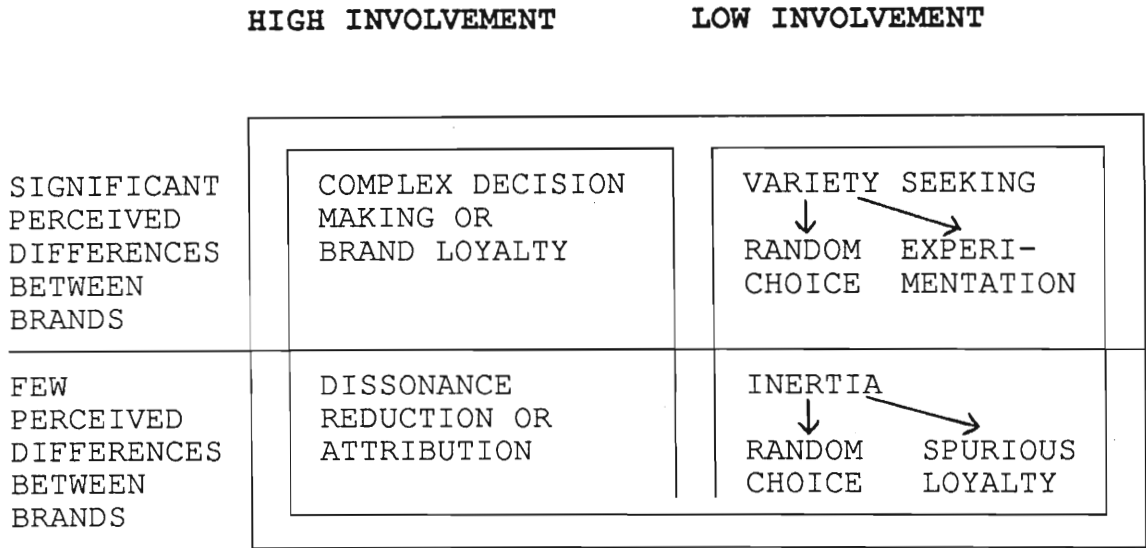 HIGH INVOLVEMENT LOW INVOLVEMENT
SIGNIFICANT
PERCEIVED
DIFFERENCES
BETWEEN
BRANDS
COMPLEX DECISION
MAKING OR
BRAND LOYALTY
VARIETY SEEKING
RANDOM EXPERI-
CHOICE MENTATION
FEW
PERCEIVED
DIFFERENCES
BETWEEN
BRANDS
DISSONANCE
REDUCTION OR
ATTRIBUTION
INERTIA
RANDOM SPURIOUS
CHOICE LOYALTY